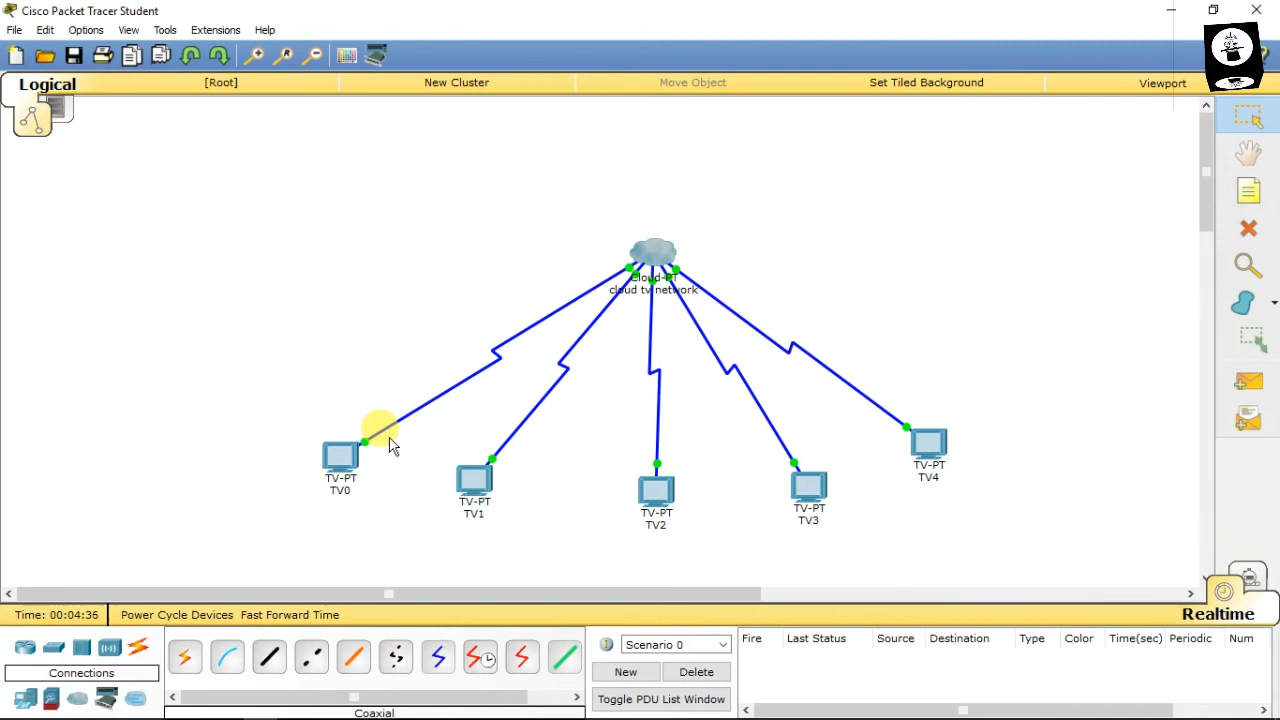 Cisco Packet Tracer Student
File Edit Options View Tools Extensions Help
Logical [Root] New Cluster Move Object Set Tiled Background Viewport
Cloud-PT
cloud tv network
TV-PT
TV0
TV-PT
TV1
TV-PT
TV2
TV-PT
TV3
TV-PT
TV4
Time: 00:04:36 Power Cycle Devices Fast Forward Time Realtime
Connections
Coaxial
Scenario 0
New Delete
Toggle PDU List Window
Fire Last Status Source Destination Type Color Time(sec) Periodic Num